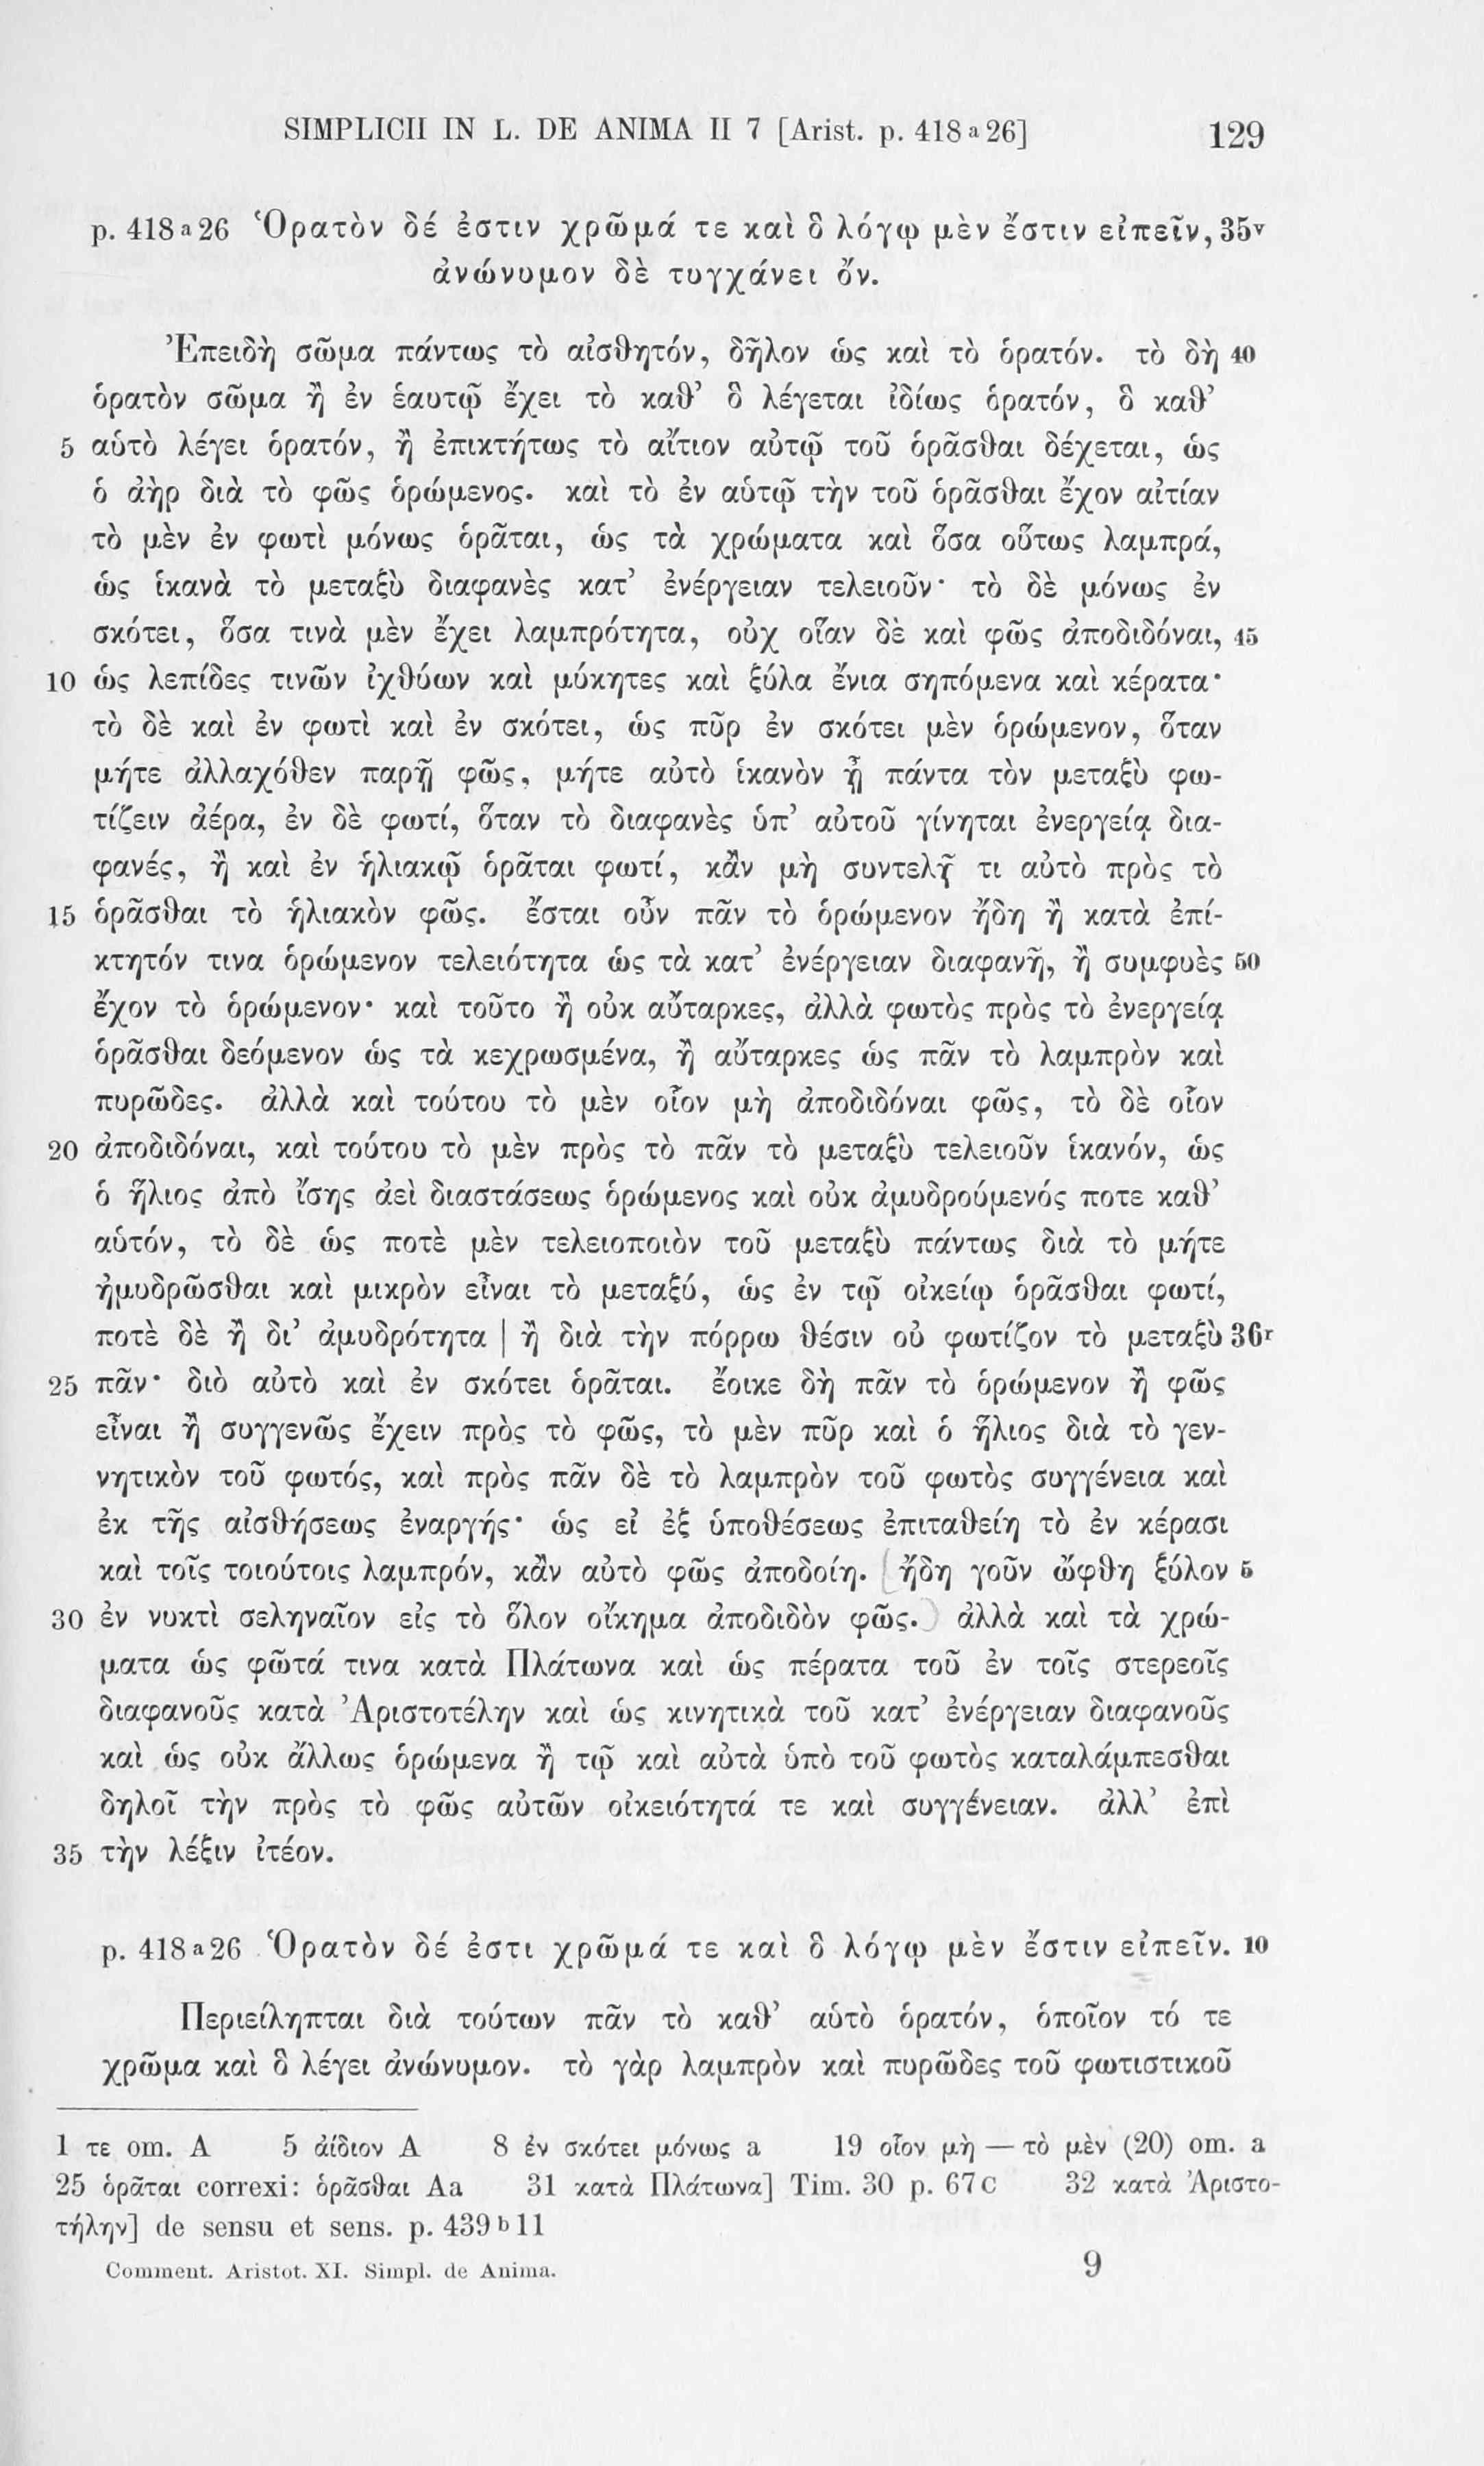 SIMPLICII IN L. DE ANIMA II 7 [Arist. p. 418 a 26] 129
p. 418 a 26 Ὁρατὸν δέ ἐστιν χρῶμά τε καὶ ὃ λόγῳ μὲν ἔστιν εἰπεῖν, 35v
ἀνώνυμον δὲ τυγχάνει ὄν.
Ἐπειδὴ σῶμα πάντως τὸ αἰσθητόν, δῆλον ὡς καὶ τὸ ὁρατόν. τὸ δὴ 40
ὁρατὸν σῶμα ἢ ἐν ἑαυτῷ ἔχει τὸ καθ’ ὃ λέγεται ἰδίως ὁρατόν, ὃ καθ’
5 αὑτὸ λέγει ὁρατόν, ἢ ἐπικτήτως τὸ αἴτιον αὐτῷ τοῦ ὁρᾶσθαι δέχεται, ὡς
ὁ ἀὴρ διὰ τὸ φῶς ὁρώμενος. καὶ τὸ ἐν αὑτῷ τὴν τοῦ ὁρᾶσθαι ἔχον αἰτίαν
τὸ μὲν ἐν φωτὶ μόνως ὁρᾶται, ὡς τὰ χρώματα καὶ ὅσα οὕτως λαμπρά,
ὡς ἱκανὰ τὸ μεταξὺ διαφανὲς κατ’ ἐνέργειαν τελειοῦν· τὸ δὲ μόνως ἐν
σκότει, ὅσα τινὰ μὲν ἔχει λαμπρότητα, οὐχ οἵαν δὲ καὶ φῶς ἀποδιδόναι, 45
10 ὡς λεπίδες τινῶν ἰχθύων καὶ μύκητες καὶ ξύλα ἔνια σηπόμενα καὶ κέρατα·
τὸ δὲ καὶ ἐν φωτὶ καὶ ἐν σκότει, ὡς πῦρ ἐν σκότει μὲν ὁρώμενον, ὅταν
μήτε ἀλλαχόθεν παρῇ φῶς, μήτε αὐτὸ ἱκανὸν ᾖ πάντα τὸν μεταξὺ φω-
τίζειν ἀέρα, ἐν δὲ φωτί, ὅταν τὸ διαφανὲς ὑπ’ αὐτοῦ γίνηται ἐνεργείᾳ δια-
φανές, ἢ καὶ ἐν ἡλιακῷ ὁρᾶται φωτί, κἂν μὴ συντελῇ τι αὐτὸ πρὸς τὸ
15 ὁρᾶσθαι τὸ ἡλιακὸν φῶς. ἔσται οὖν πᾶν τὸ ὁρώμενον ἤδη ἢ κατὰ ἐπί-
κτητόν τινα ὁρώμενον τελειότητα ὡς τὰ κατ’ ἐνέργειαν διαφανῆ, ἢ συμφυὲς 50
ἔχον τὸ ὁρώμενον· καὶ τοῦτο ἢ οὐκ αὔταρκες, ἀλλὰ φωτὸς πρὸς τὸ ἐνεργείᾳ
ὁρᾶσθαι δεόμενον ὡς τὰ κεχρωσμένα, ἢ αὔταρκες ὡς πᾶν τὸ λαμπρὸν καὶ
πυρῶδες. ἀλλὰ καὶ τούτου τὸ μὲν οἷον μὴ ἀποδιδόναι φῶς, τὸ δὲ οἷον
20 ἀποδιδόναι, καὶ τούτου τὸ μὲν πρὸς τὸ πᾶν τὸ μεταξὺ τελειοῦν ἱκανόν, ὡς
ὁ ἥλιος ἀπὸ ἴσης ἀεὶ διαστάσεως ὁρώμενος καὶ οὐκ ἀμυδρούμενός ποτε καθ’
αὑτόν, τὸ δὲ ὡς ποτὲ μὲν τελειοποιὸν τοῦ μεταξὺ πάντως διὰ τὸ μήτε
ἠμυδρῶσθαι καὶ μικρὸν εἶναι τὸ μεταξύ, ὡς ἐν τῷ οἰκείῳ ὁρᾶσθαι φωτί,
ποτὲ δὲ ἢ δι’ ἀμυδρότητα | ἢ διὰ τὴν πόρρω θέσιν οὐ φωτίζον τὸ μεταξὺ 36r
25 πᾶν· διὸ αὐτὸ καὶ ἐν σκότει ὁρᾶται. ἔοικε δὴ πᾶν τὸ ὁρώμενον ἢ φῶς
εἶναι ἢ συγγενῶς ἔχειν πρὸς τὸ φῶς, τὸ μὲν πῦρ καὶ ὁ ἥλιος διὰ τὸ γεν-
νητικὸν τοῦ φωτός, καὶ πρὸς πᾶν δὲ τὸ λαμπρὸν τοῦ φωτὸς συγγένεια καὶ
ἐκ τῆς αἰσθήσεως ἐναργής· ὡς εἰ ἐξ ὑποθέσεως ἐπιταθείη τὸ ἐν κέρασι
καὶ τοῖς τοιούτοις λαμπρόν, κἂν αὐτὸ φῶς ἀποδοίη. ἤδη γοῦν ὤφθη ξύλον 5
30 ἐν νυκτὶ σεληναῖον εἰς τὸ ὅλον οἴκημα ἀποδιδὸν φῶς. ἀλλὰ καὶ τὰ χρώ-
ματα ὡς φῶτά τινα κατὰ Πλάτωνα καὶ ὡς πέρατα τοῦ ἐν τοῖς στερεοῖς
διαφανοῦς κατὰ Ἀριστοτέλην καὶ ὡς κινητικὰ τοῦ κατ’ ἐνέργειαν διαφανοῦς
καὶ ὡς οὐκ ἄλλως ὁρώμενα ἢ τῷ καὶ αὐτὰ ὑπὸ τοῦ φωτὸς καταλάμπεσθαι
δηλοῖ τὴν πρὸς τὸ φῶς αὐτῶν οἰκειότητά τε καὶ συγγένειαν. ἀλλ’ ἐπὶ
35 τὴν λέξιν ἰτέον.
p. 418 a 26 Ὁρατὸν δέ ἐστι χρῶμά τε καὶ ὃ λόγῳ μὲν ἔστιν εἰπεῖν. 10
Περιείληπται διὰ τούτων πᾶν τὸ καθ’ αὑτὸ ὁρατόν, ὁποῖον τό τε
χρῶμα καὶ ὃ λέγει ἀνώνυμον. τὸ γὰρ λαμπρὸν καὶ πυρῶδες τοῦ φωτιστικοῦ
1 τε om. A 5 ἀίδιον A 8 ἐν σκότει μόνως a 19 οἷον μὴ — τὸ μὲν (20) om. a
25 ὁρᾶται correxi: ὁρᾶσθαι Aa 31 κατὰ Πλάτωνα] Tim. 30 p. 67 c 32 κατὰ Ἀριστο-
τέλην] de sensu et sens. p. 439 b 11
Comment. Aristot. XI. Simpl. de Anima. 9